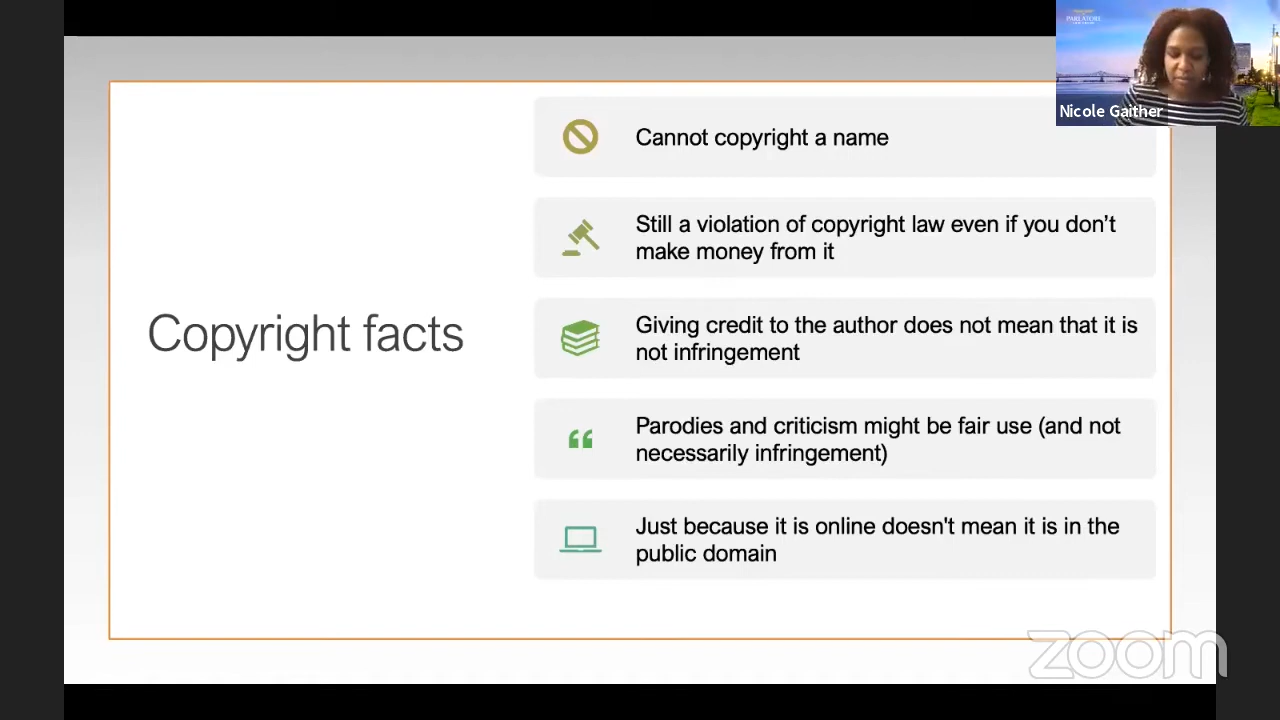 PARLATORE
Nicole Gaither
Cannot copyright a name
Still a violation of copyright law even if you don’t
make money from it
Copyright facts
Giving credit to the author does not mean that it is
not infringement
Parodies and criticism might be fair use (and not
necessarily infringement)
Just because it is online doesn't mean it is in the
public domain
zoom